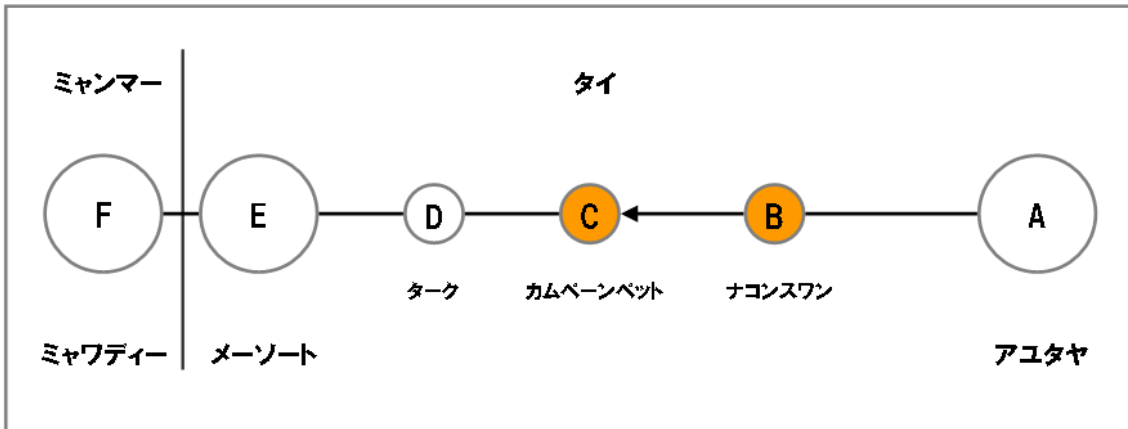 ミャンマー
タイ
F
E
D
C
B
A
ターク
カムペーンペット
ナコンスワン
ミャワディー
メーソート
アユタヤ